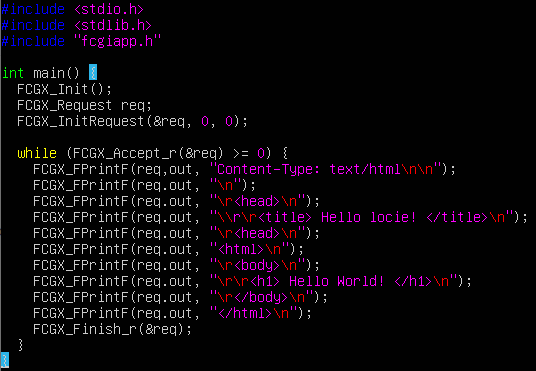 #include <stdio.h>
#include <stdlib.h>
#include "fcgiapp.h"
int main() {
FCGX_Init();
FCGX_Request req;
FCGX_InitRequest(&req, 0, 0);
while (FCGX_Accept_r(&req) >= 0) {
FCGX_FPrintF(req,out, "Content-Type: text/html\n\n");
FCGX_FPrintF(req.out, "\n");
FCGX_FPrintF(req.out, "\r<head>\n");
FCGX_FPrintF(req.out, "\\r\r<title> Hello locie! </title>\n");
FCGX_FPrintF(req.out, "\r<head>\n");
FCGX_FPrintF(req.out, "<html>\n");
FCGX_FPrintF(req.out, "\r<body>\n");
FCGX_FPrintF(req.out, "\r\r<h1> Hello World! </h1>\n");
FCGX_FPrintF(req.out, "\r</body>\n");
FCGX_FPrintF(req.out, "</html>\n");
FCGX_Finish_r(&req);
}
}